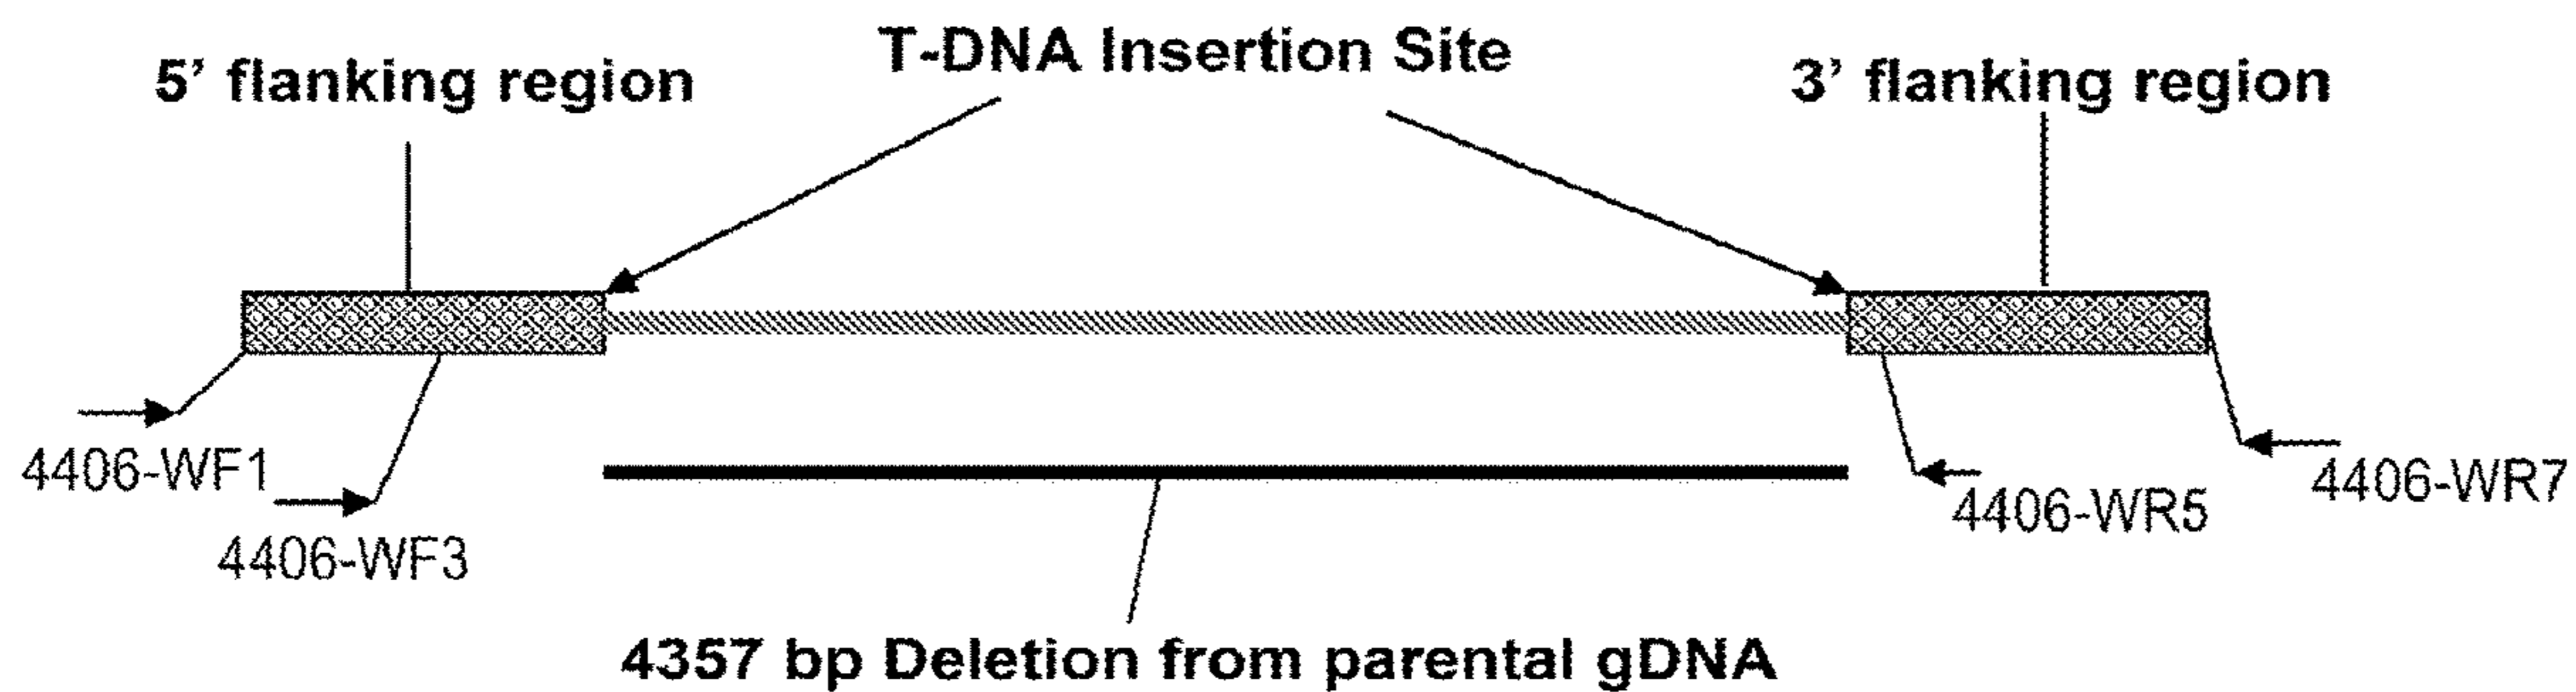 T-DNA Insertion Site
5’ flanking region
3’ flanking region
4406-WF1
4406-WF3
4406-WR5
4406-WR7
4357 bp Deletion from parental gDNA